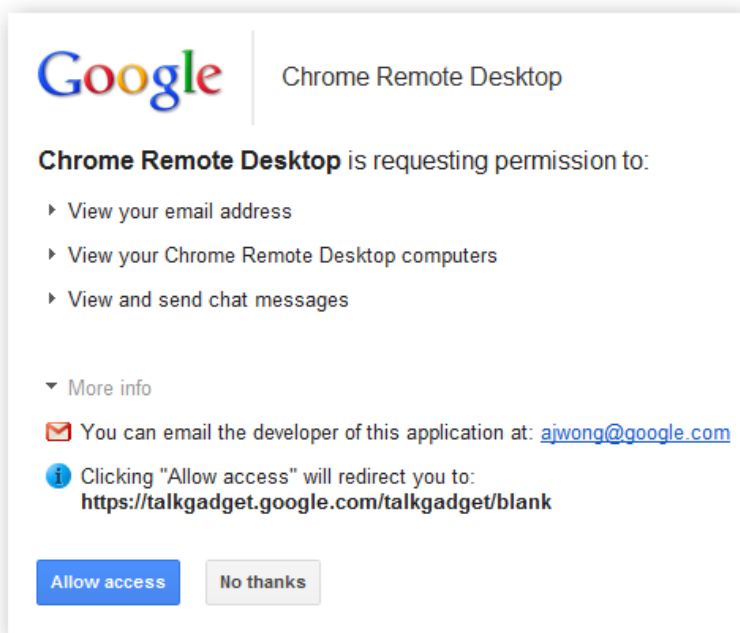 Google
Chrome Remote Desktop
Chrome Remote Desktop is requesting permission to:
View your email address
View your Chrome Remote Desktop computers
View and send chat messages
More info
You can email the developer of this application at: ajwong@google.com
Clicking "Allow access" will redirect you to:
https://talkgadget.google.com/talkgadget/blank
Allow access
No thanks